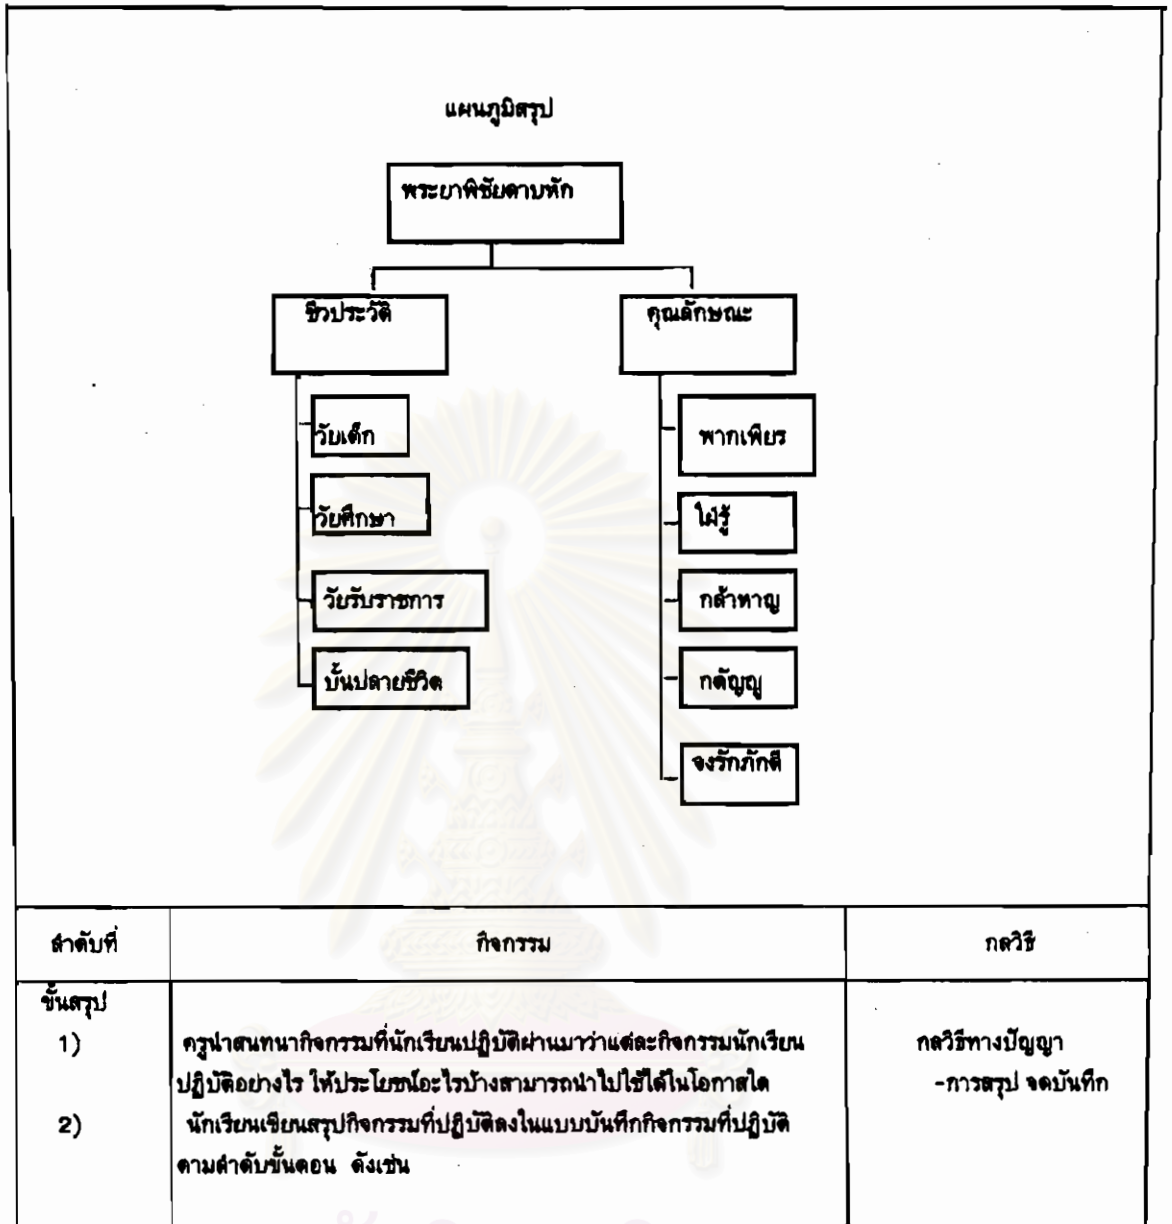 แผนภูมิสรุป
พระยาพิชัยดาบหัก
ชีวประวัติ
คุณลักษณะ
วัยเด็ก
วัยศึกษา
วัยรับราชการ
บั้นปลายชีวิต
พากเพียร
ใฝ่รู้
กล้าหาญ
กตัญญู
จงรักภักดี
ลำดับที่ กิจกรรม กลวิธี
ขั้นสรุป
1) ครูนำสนทนากิจกรรมที่นักเรียนปฏิบัติผ่านมาว่าแต่ละกิจกรรมนักเรียน กลวิธีทางปัญญา
ปฏิบัติอย่างไร ให้ประโยชน์อะไรบ้างสามารถนำไปใช้ได้ในโอกาสใด -การสรุป จดบันทึก
2) นักเรียนเขียนสรุปกิจกรรมที่ปฏิบัติลงในแบบบันทึกกิจกรรมที่ปฏิบัติ
ตามลำดับขั้นตอน ดังเช่น